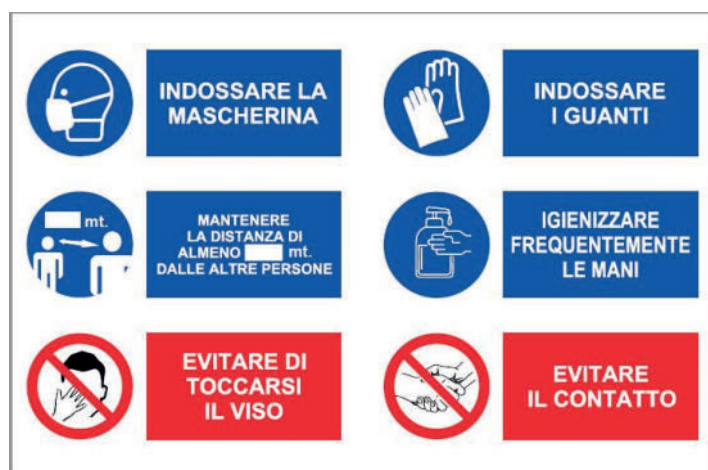 INDOSSARE LA
MASCHERINA
INDOSSARE
I GUANTI
mt.
MANTENERE
LA DISTANZA DI
ALMENO mt.
DALLE ALTRE PERSONE
IGIENIZZARE
FREQUENTEMENTE
LE MANI
EVITARE DI
TOCCARSI
IL VISO
EVITARE
IL CONTATTO